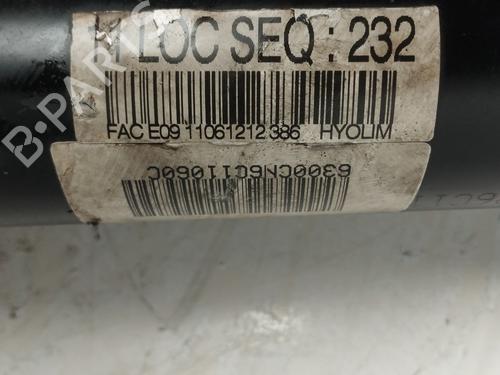 LOC SEQ : 232
FAC E09 11061212 386 HYOLIM
6300CN6C11060C
B-PARTS